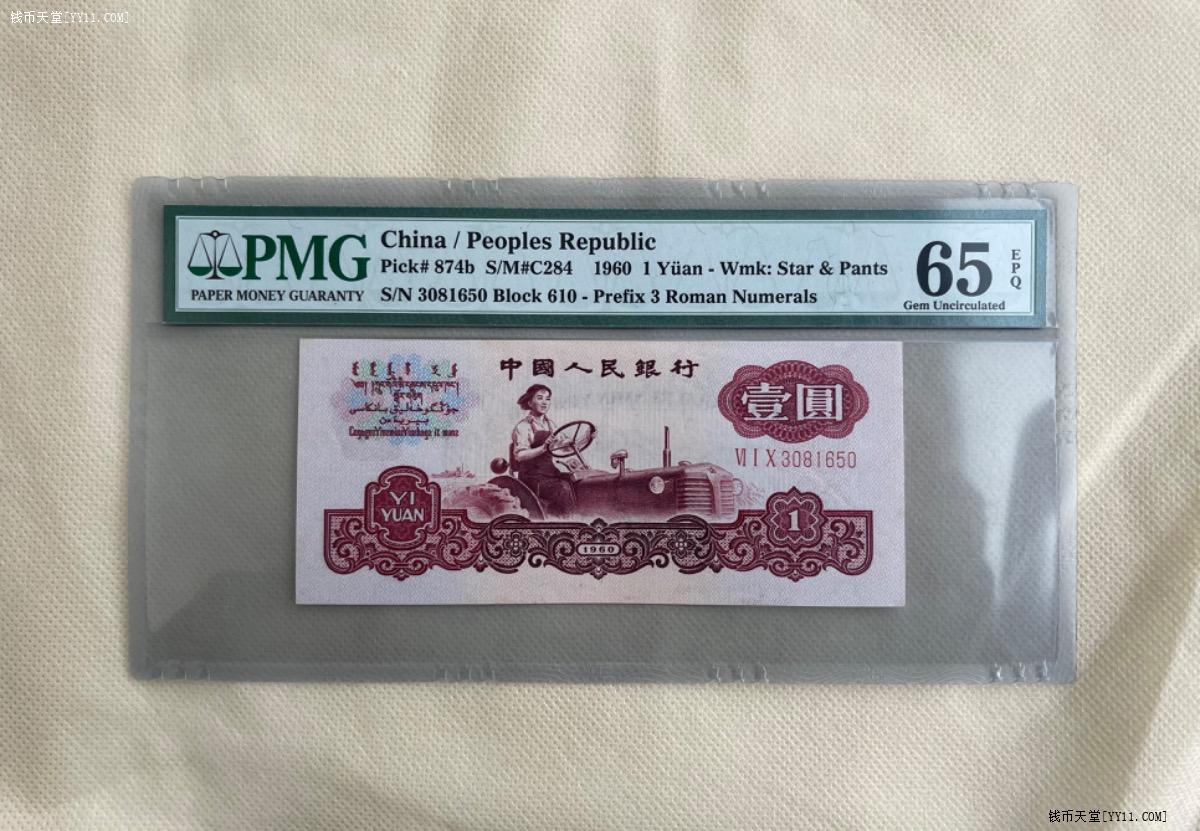 钱币天堂[YY11.COM]
PMG
PAPER MONEY GUARANTY
China / Peoples Republic
Pick# 874b S/M#C284 1960 1 Yüan - Wmk: Star & Pants
S/N 3081650 Block 610 - Prefix 3 Roman Numerals
65
EPQ
Gem Uncirculated
中國人民銀行
壹圓
VI I X 3081650
YI
YUAN
1960
1
钱币天堂[YY11.COM]